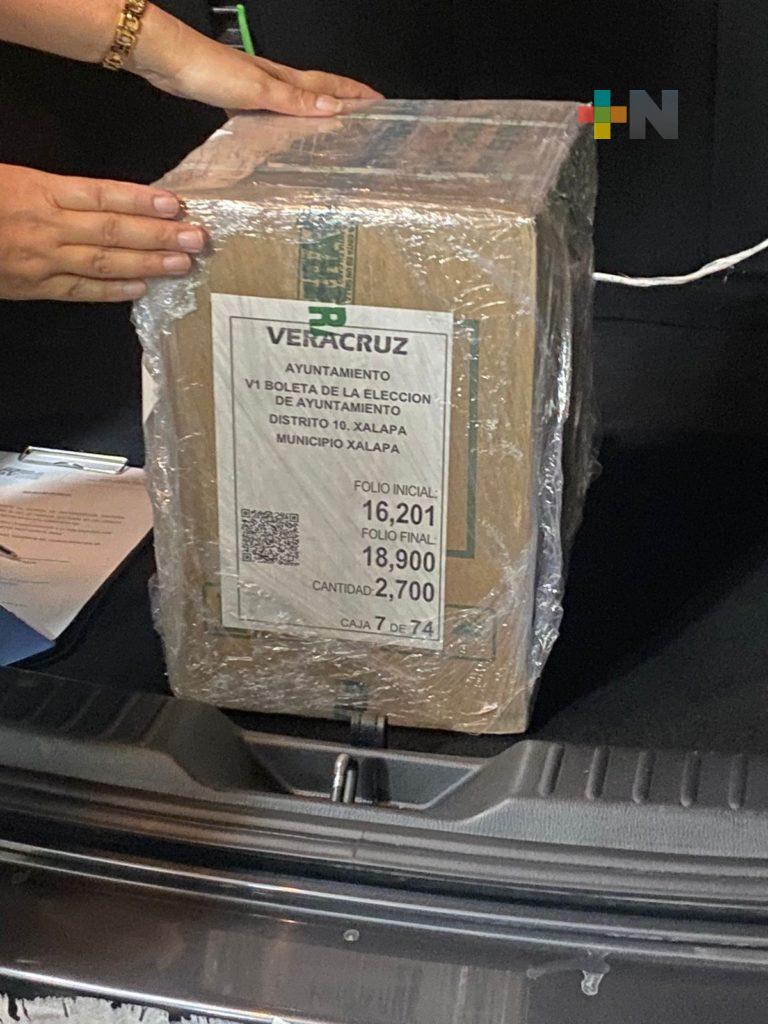 +N
VERACRUZ
AYUNTAMIENTO
V1 BOLETA DE LA ELECCION
DE AYUNTAMIENTO
DISTRITO 10. XALAPA
MUNICIPIO XALAPA
FOLIO INICIAL:
16,201
FOLIO FINAL:
18,900
CANTIDAD: 2,700
CAJA 7 DE 74